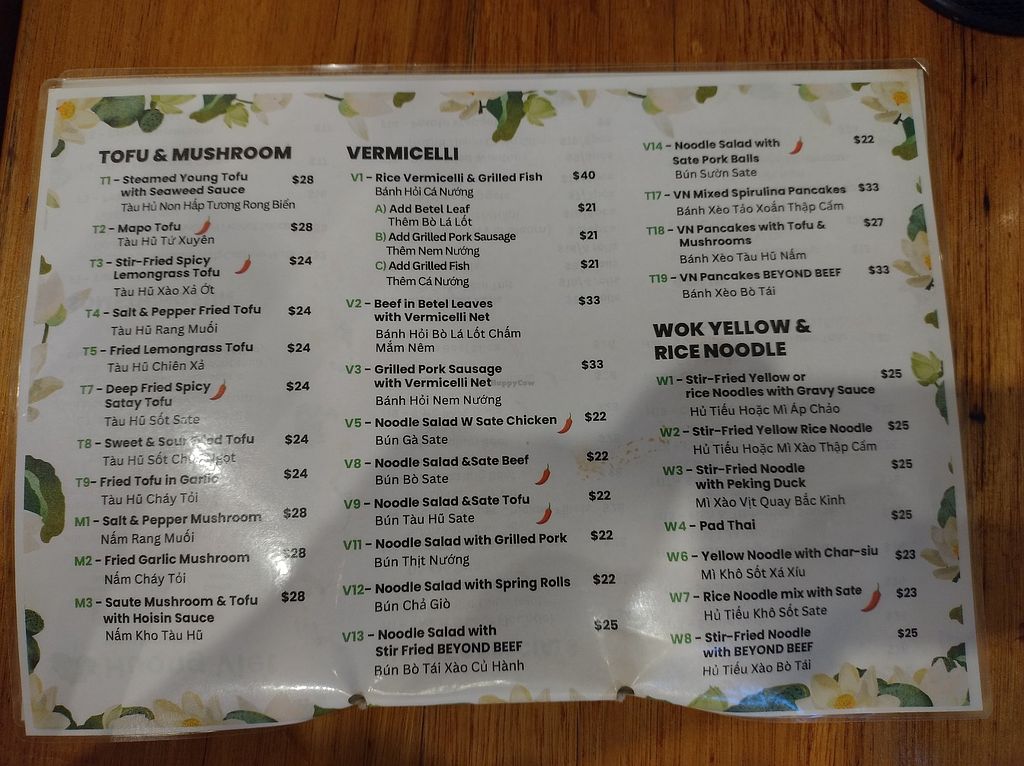 TOFU & MUSHROOM
T1 - Steamed Young Tofu $28
with Seaweed Sauce
Tàu Hủ Non Hấp Tương Rong Biển
T2 - Mapo Tofu $28
Tàu Hũ Tứ Xuyên
T3 - Stir-Fried Spicy $24
Lemongrass Tofu
Tàu Hũ Xào Xả Ớt
T4 - Salt & Pepper Fried Tofu $24
Tàu Hũ Rang Muối
T5 - Fried Lemongrass Tofu $24
Tàu Hũ Chiên Xả
T7 - Deep Fried Spicy $24
Satay Tofu
Tàu Hũ Sốt Sate
T8 - Sweet & Sour Fried Tofu $24
Tàu Hũ Sốt Chua Ngọt
T9- Fried Tofu in Garlic $24
Tàu Hũ Cháy Tỏi
M1 - Salt & Pepper Mushroom $28
Nấm Rang Muối
M2 - Fried Garlic Mushroom $28
Nấm Cháy Tỏi
M3 - Saute Mushroom & Tofu $28
with Hoisin Sauce
Nấm Kho Tàu Hũ
VERMICELLI
V1 - Rice Vermicelli & Grilled Fish $40
Bánh Hỏi Cá Nướng
A) Add Betel Leaf $21
Thêm Bò Lá Lốt
B) Add Grilled Pork Sausage $21
Thêm Nem Nướng
C) Add Grilled Fish $21
Thêm Cá Nướng
V2 - Beef in Betel Leaves $33
with Vermicelli Net
Bánh Hỏi Bò Lá Lốt Chấm
Mắm Nêm
V3 - Grilled Pork Sausage $33
with Vermicelli Net
Bánh Hỏi Nem Nướng
HappyCow
V5 - Noodle Salad W Sate Chicken $22
Bún Gà Sate
V8 - Noodle Salad &Sate Beef $22
Bún Bò Sate
V9 - Noodle Salad &Sate Tofu $22
Bún Tàu Hũ Sate
V11 - Noodle Salad with Grilled Pork $22
Bún Thịt Nướng
V12- Noodle Salad with Spring Rolls $22
Bún Chả Giò
V13 - Noodle Salad with $25
Stir Fried BEYOND BEEF
Bún Bò Tái Xào Củ Hành
V14 - Noodle Salad with $22
Sate Pork Balls
Bún Sườn Sate
T17 - VN Mixed Spirulina Pancakes $33
Bánh Xèo Tảo Xoắn Thập Cẩm
T18 - VN Pancakes with Tofu & $27
Mushrooms
Bánh Xèo Tàu Hũ Nấm
T19 - VN Pancakes BEYOND BEEF $33
Bánh Xèo Bò Tái
WOK YELLOW &
RICE NOODLE
W1 - Stir-Fried Yellow or $25
rice Noodles with Gravy Sauce
Hủ Tiếu Hoặc Mì Áp Chảo
W2 - Stir-Fried Yellow Rice Noodle $25
Hủ Tiếu Hoặc Mì Xào Thập Cẩm
W3 - Stir-Fried Noodle $25
with Peking Duck
Mì Xào Vịt Quay Bắc Kinh
W4 - Pad Thai $25
W6 - Yellow Noodle with Char-siu $23
Mì Khô Sốt Xá Xíu
W7 - Rice Noodle mix with Sate $23
Hủ Tiếu Khô Sốt Sate
W8 - Stir-Fried Noodle $25
with BEYOND BEEF
Hủ Tiếu Xào Bò Tái